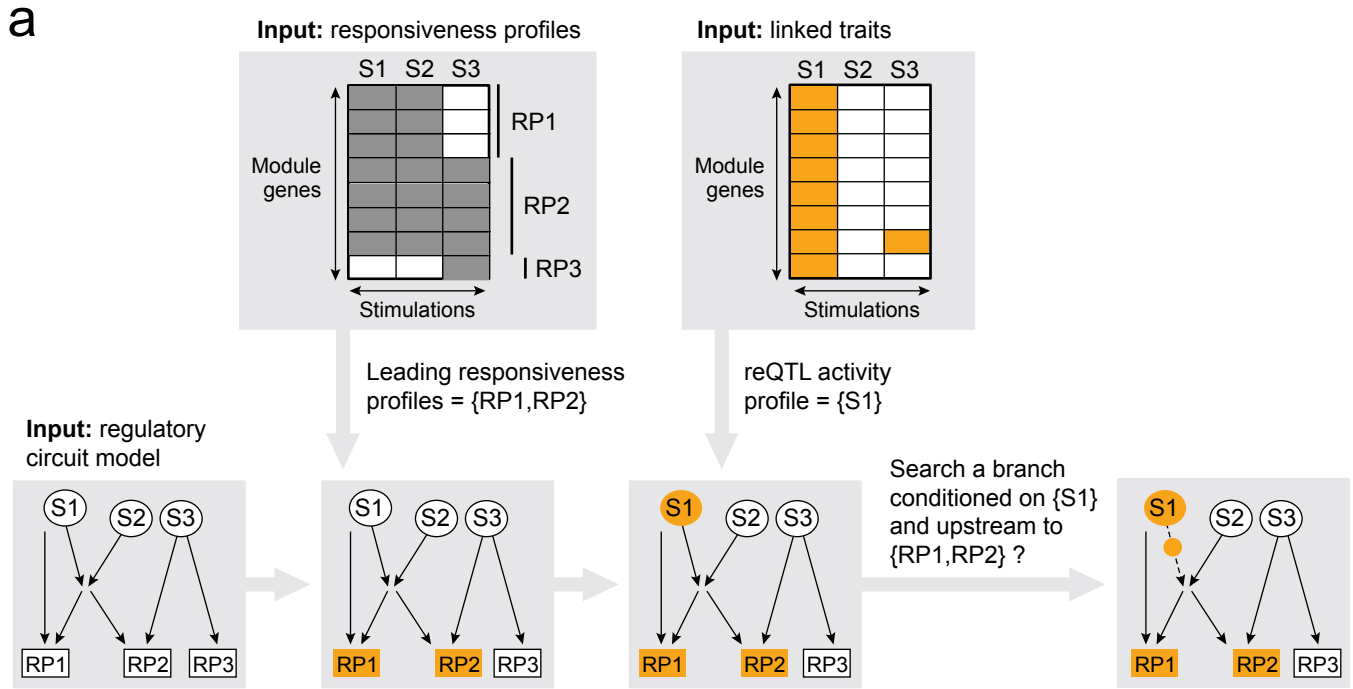 a
Input: responsiveness profiles
S1 S2 S3
Module
genes
RP1
RP2
RP3
Stimulations
Input: linked traits
S1 S2 S3
Module
genes
Stimulations
Leading responsiveness
profiles = {RP1,RP2}
reQTL activity
profile = {S1}
Input: regulatory
circuit model
S1 S2 S3
RP1 RP2 RP3
S1 S2 S3
RP1 RP2 RP3
S1 S2 S3
RP1 RP2 RP3
Search a branch
conditioned on {S1}
and upstream to
{RP1,RP2} ?
S1 S2 S3
RP1 RP2 RP3